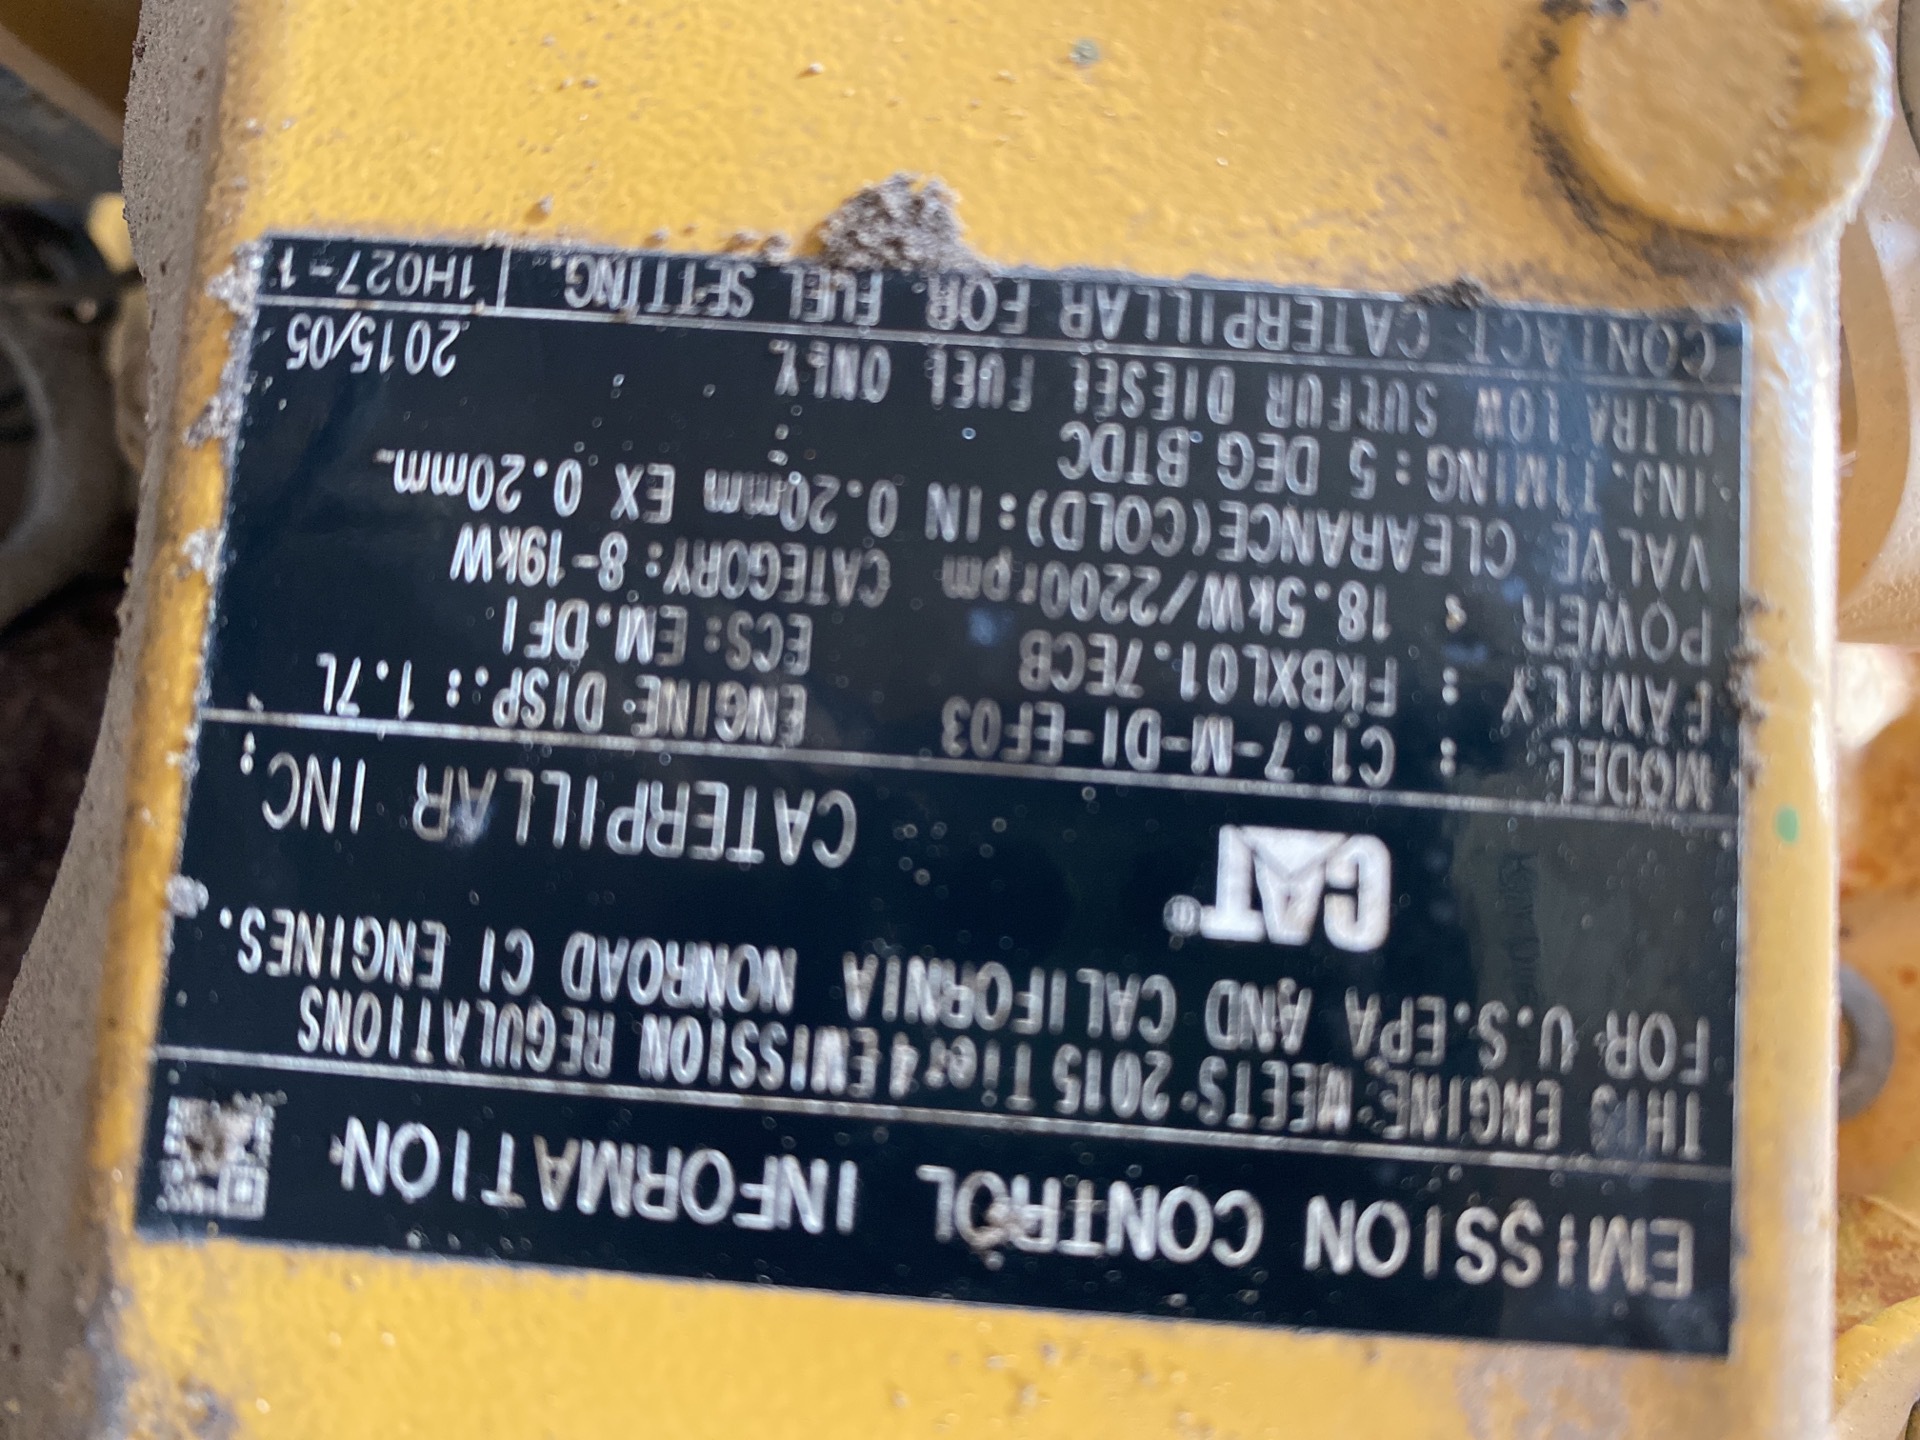 EMISSION CONTROL INFORMATION
THIS ENGINE MEETS 2015 Tier4 EMISSION REGULATIONS
FOR U.S.EPA AND CALIFORNIA NONROAD CI ENGINES.
CAT® CATERPILLAR INC.
MODEL : C1.7-M-DI-EF03 ENGINE DISP.: 1.7L
FAMILY : FKBXL01.7ECB ECS: EM.DFI
POWER : 18.5kW/2200rpm CATEGORY: 8-19kW
VALVE CLEARANCE(COLD): IN 0.20mm EX 0.20mm
INJ. TIMING: 5 DEG BTDC
ULTRA LOW SULFUR DIESEL FUEL ONLY 2015/05
CONTACT CATERPILLAR FOR FUEL SETTING. 1H027-1